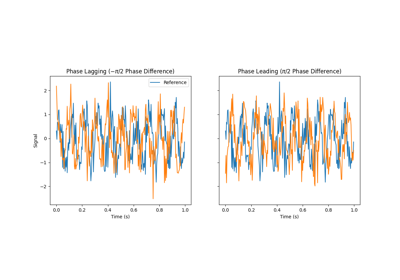 Phase Lagging (−π/2 Phase Difference)
Reference
Signal
2
1
0
−1
−2
0.0 0.2 0.4 0.6 0.8 1.0
Time (s)
Phase Leading (π/2 Phase Difference)
0.0 0.2 0.4 0.6 0.8 1.0
Time (s)